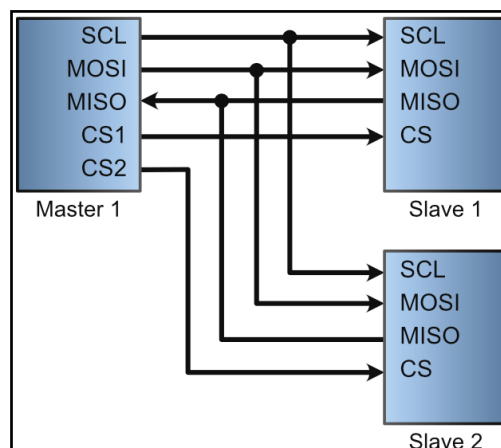 SCL
MOSI
MISO
CS1
CS2
Master 1
SCL
MOSI
MISO
CS
Slave 1
SCL
MOSI
MISO
CS
Slave 2